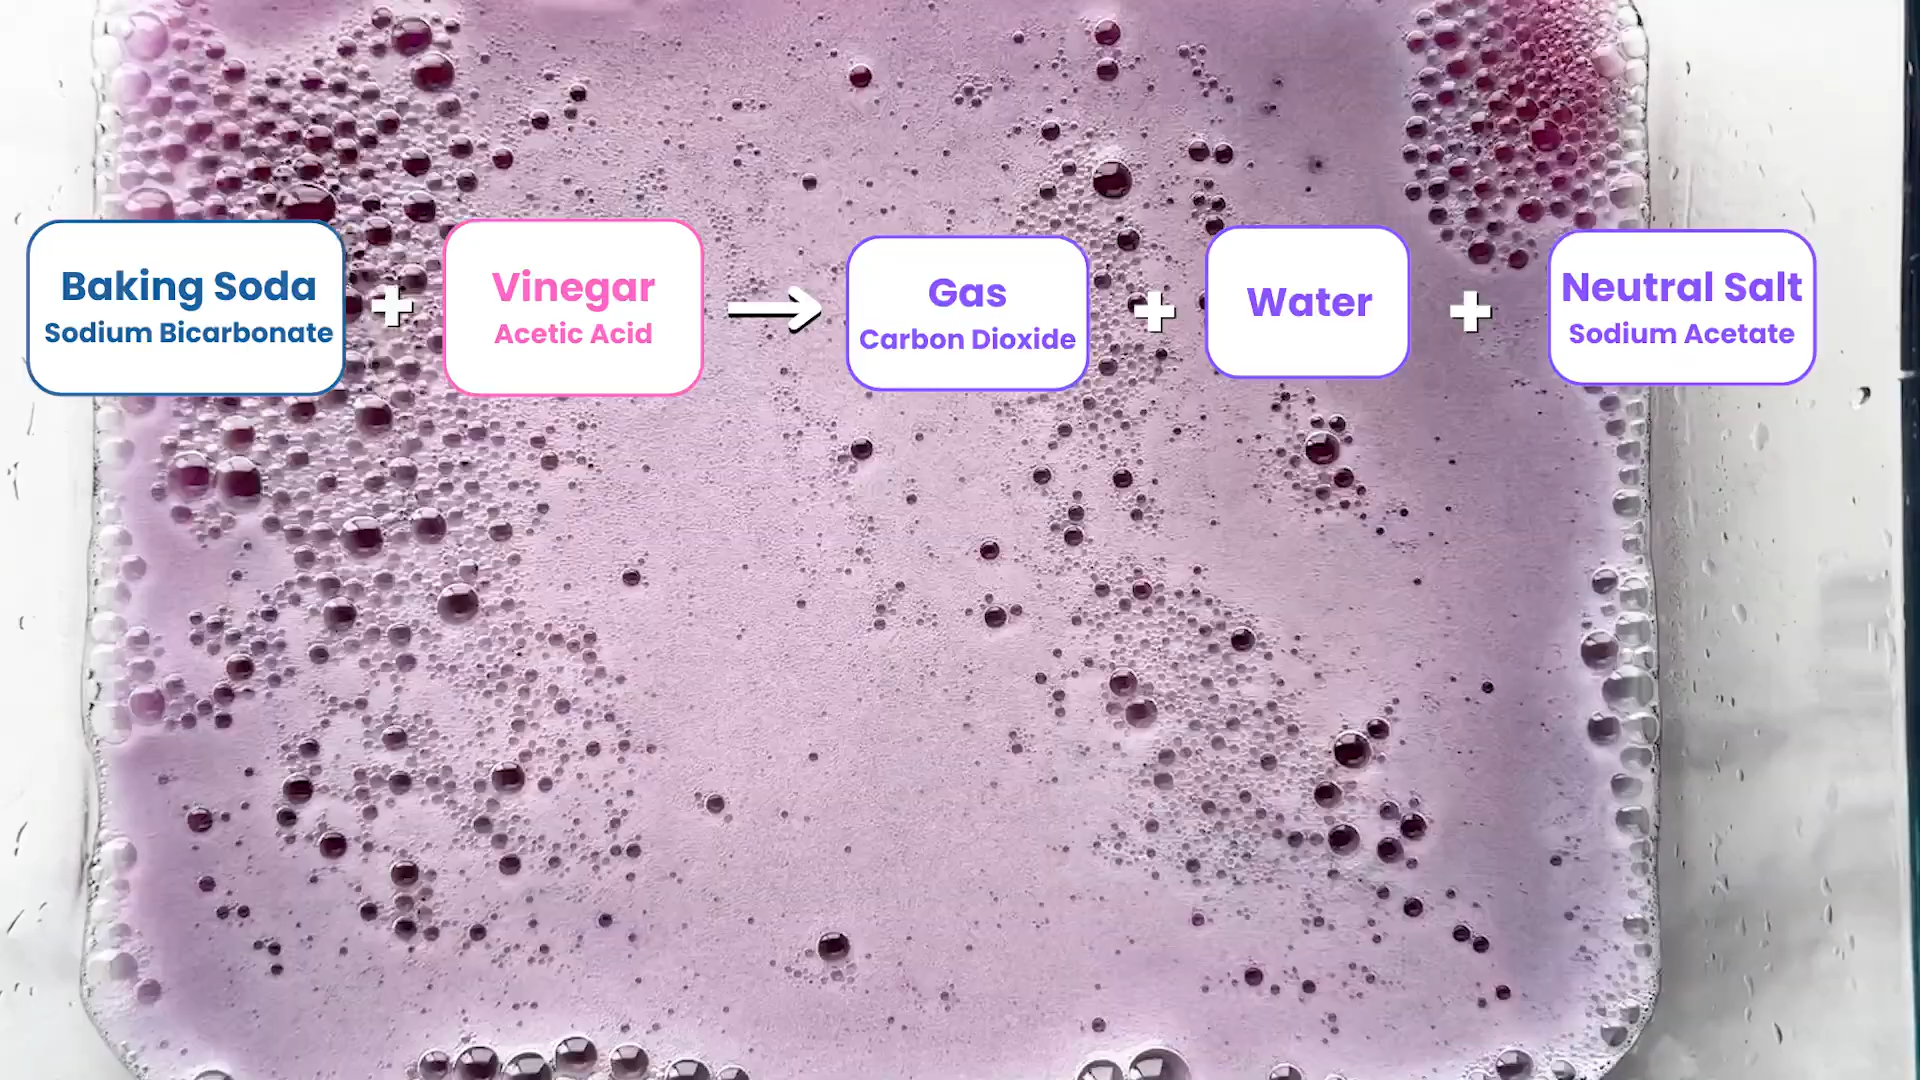 Baking Soda
Sodium Bicarbonate
+
Vinegar
Acetic Acid
→
Gas
Carbon Dioxide
+
Water
+
Neutral Salt
Sodium Acetate